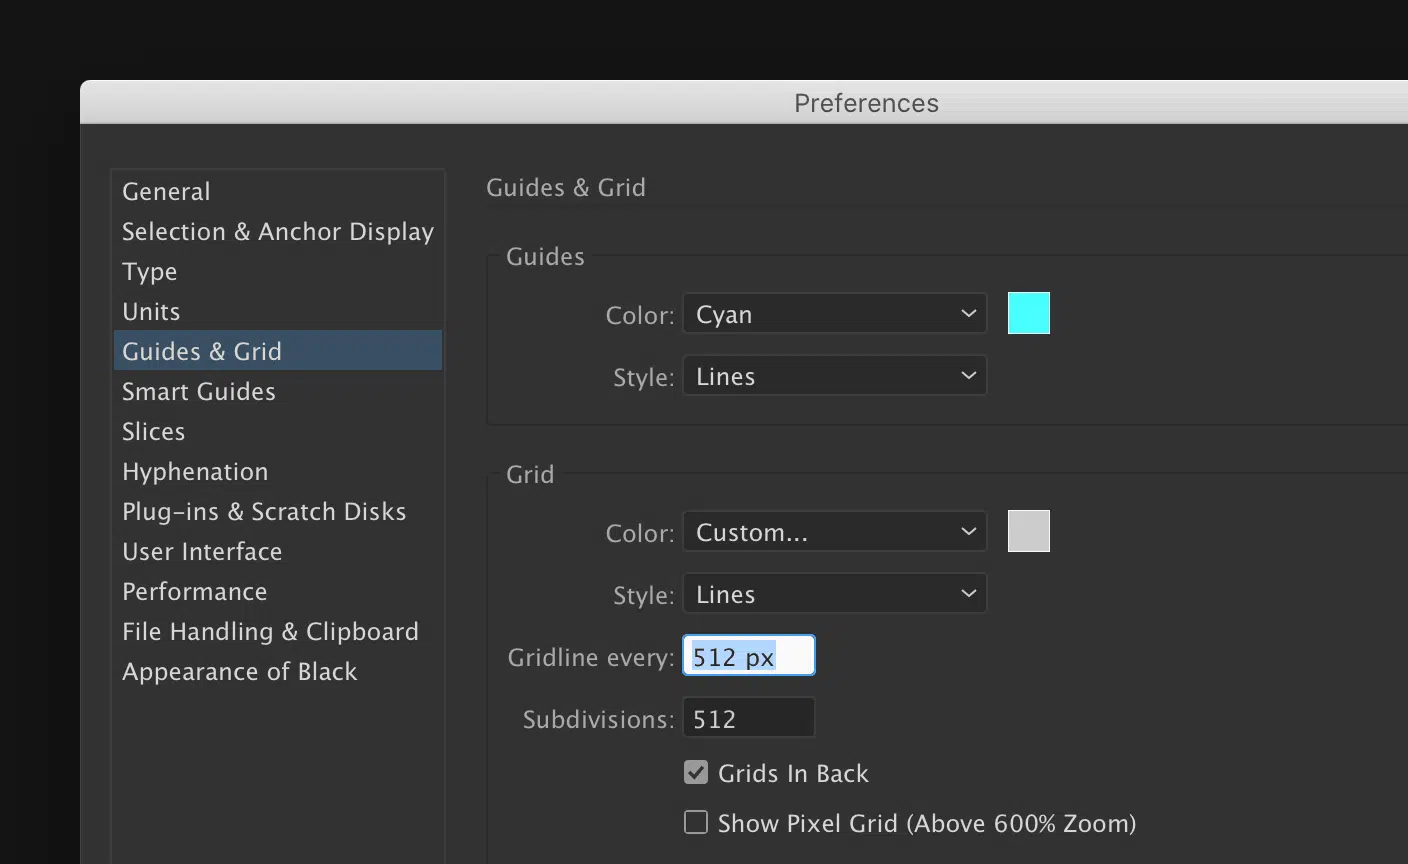 Preferences
General
Selection & Anchor Display
Type
Units
Guides & Grid
Smart Guides
Slices
Hyphenation
Plug-ins & Scratch Disks
User Interface
Performance
File Handling & Clipboard
Appearance of Black
Guides & Grid
Guides
Color: Cyan
Style: Lines
Grid
Color: Custom...
Style: Lines
Gridline every: 512 px
Subdivisions: 512
Grids In Back
Show Pixel Grid (Above 600% Zoom)